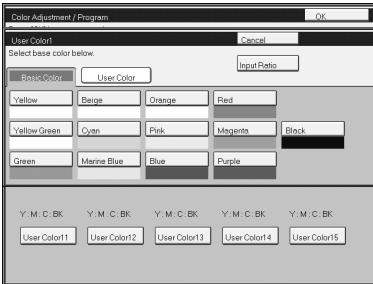 Color Adjustment / Program
OK
User Color1
Cancel
Select base color below.
Input Ratio
Basic Color
User Color
Yellow
Beige
Orange
Red
Yellow Green
Cyan
Pink
Magenta
Black
Green
Marine Blue
Blue
Purple
Y : M : C : BK
Y : M : C : BK
Y : M : C : BK
Y : M : C : BK
Y : M : C : BK
User Color11
User Color12
User Color13
User Color14
User Color15